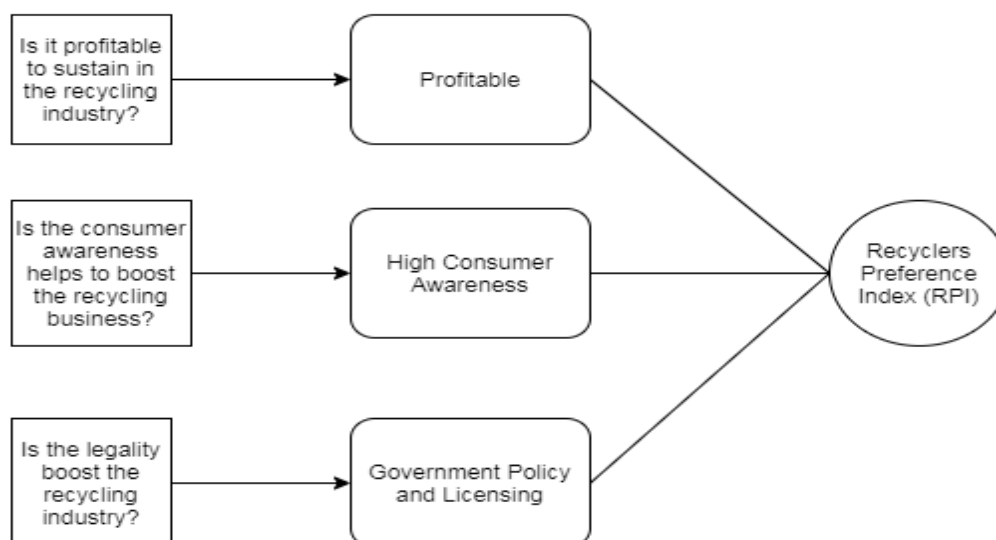 Is it profitable
to sustain in
the recycling
industry?
Profitable
Is the consumer
awareness
helps to boost
the recycling
business?
High Consumer
Awareness
Recyclers
Preference
Index (RPI)
Is the legality
boost the
recycling
industry?
Government Policy
and Licensing